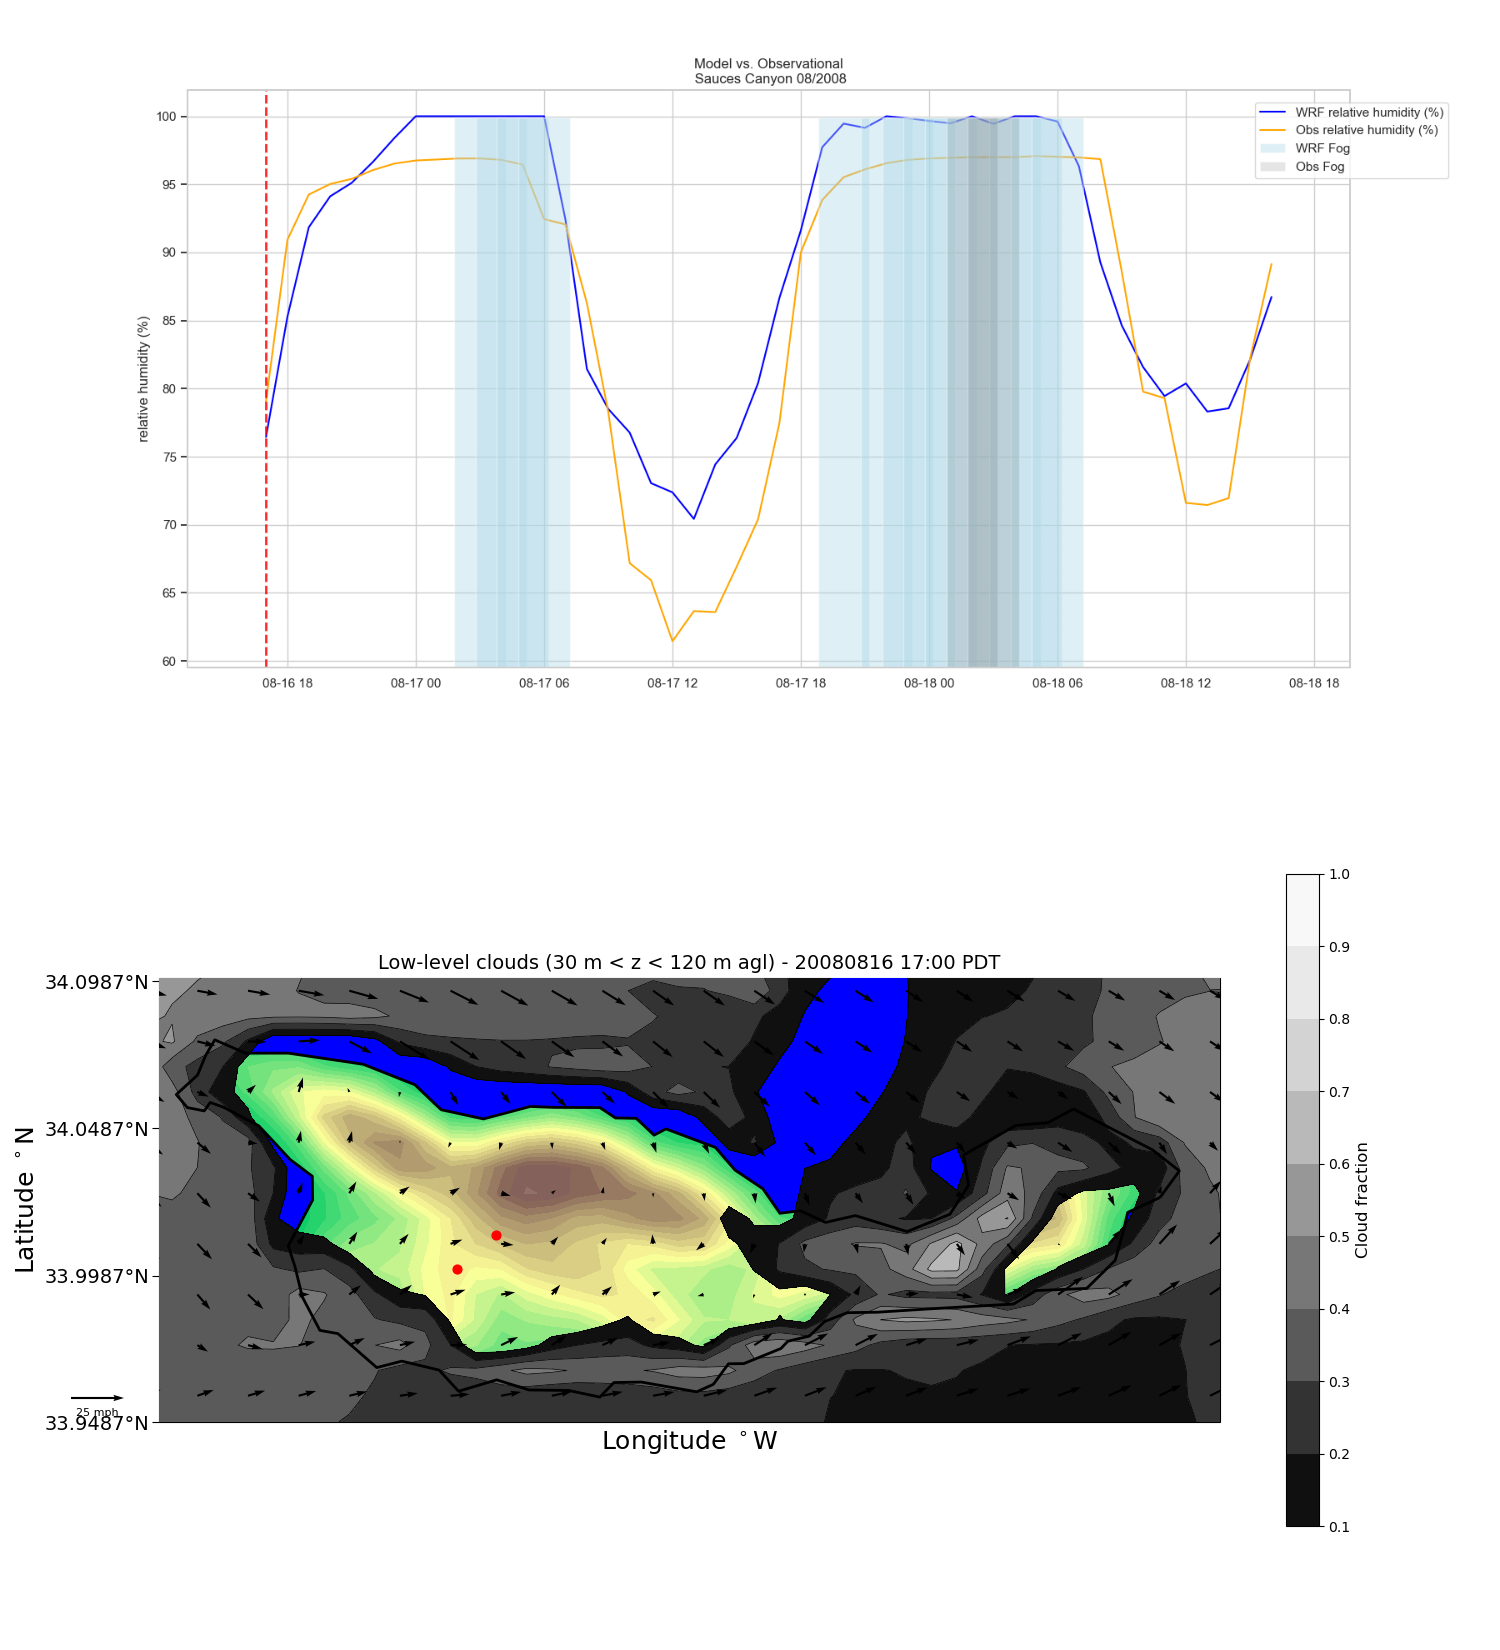 Model vs. Observational
Sauces Canyon 08/2008
WRF relative humidity (%)
Obs relative humidity (%)
WRF Fog
Obs Fog
relative humidity (%)
100
95
90
85
80
75
70
65
60
08-16 18
08-17 00
08-17 06
08-17 12
08-17 18
08-18 00
08-18 06
08-18 12
08-18 18
Low-level clouds (30 m < z < 120 m agl) - 20080816 17:00 PDT
34.0987°N
34.0487°N
33.9987°N
33.9487°N
Latitude °N
25 mph
Longitude °W
1.0
0.9
0.8
0.7
0.6
0.5
0.4
0.3
0.2
0.1
Cloud fraction